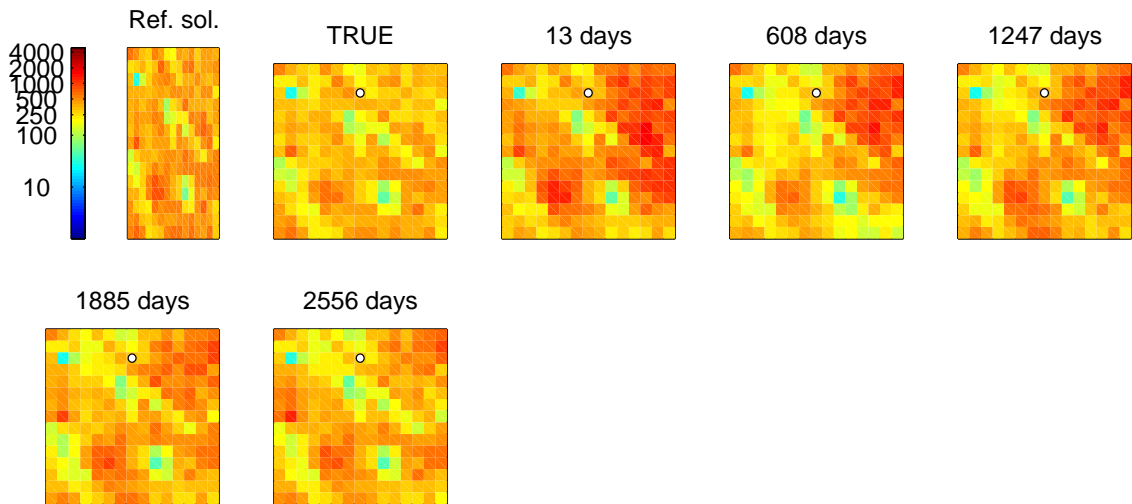 Ref. sol.
TRUE
13 days
608 days
1247 days
4000
2000
1000
500
250
100
10
1885 days
2556 days